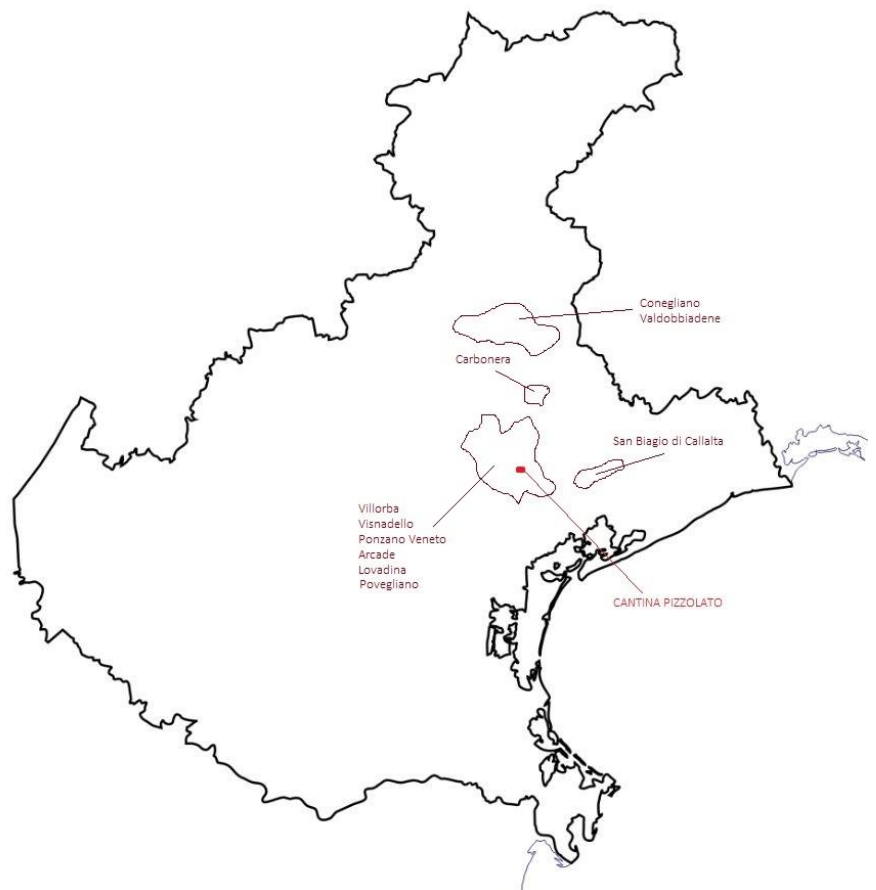 Conegliano
Valdobbiadene
Carbonera
San Biagio di Callalta
Villorba
Visnadello
Ponzano Veneto
Arcade
Lovadina
Povegliano
CANTINA PIZZOLATO